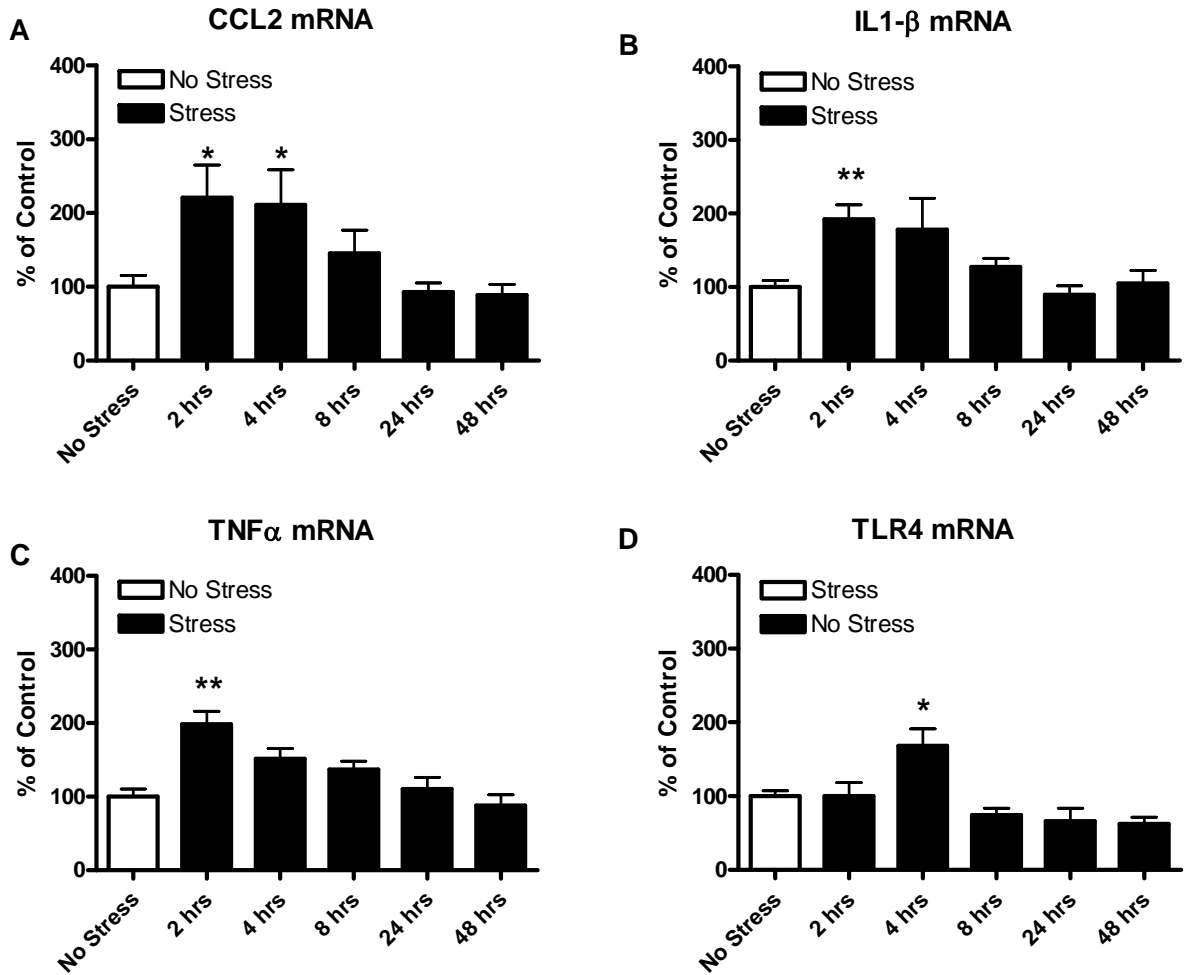 A
CCL2 mRNA
400
300
200
100
0
% of Control
No Stress
Stress
*
*
No Stress
2 hrs
4 hrs
8 hrs
24 hrs
48 hrs
B
IL1-β mRNA
400
300
200
100
0
% of Control
No Stress
Stress
**
No Stress
2 hrs
4 hrs
8 hrs
24 hrs
48 hrs
C
TNFα mRNA
400
300
200
100
0
% of Control
No Stress
Stress
**
No Stress
2 hrs
4 hrs
8 hrs
24 hrs
48 hrs
D
TLR4 mRNA
400
300
200
100
0
% of Control
Stress
No Stress
*
No Stress
2 hrs
4 hrs
8 hrs
24 hrs
48 hrs